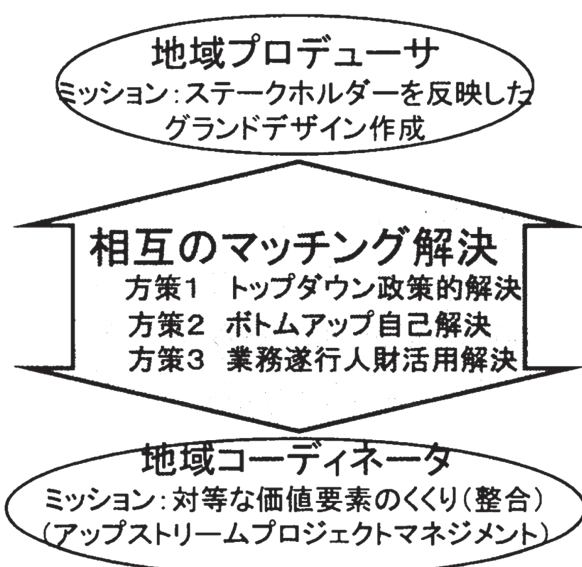 地域プロデューサ
ミッション:ステークホルダーを反映した
グランドデザイン作成
相互のマッチング解決
方策1 トップダウン政策的解決
方策2 ボトムアップ自己解決
方策3 業務遂行人財活用解決
地域コーディネータ
ミッション:対等な価値要素のくくり(整合)
(アップストリームプロジェクトマネジメント)